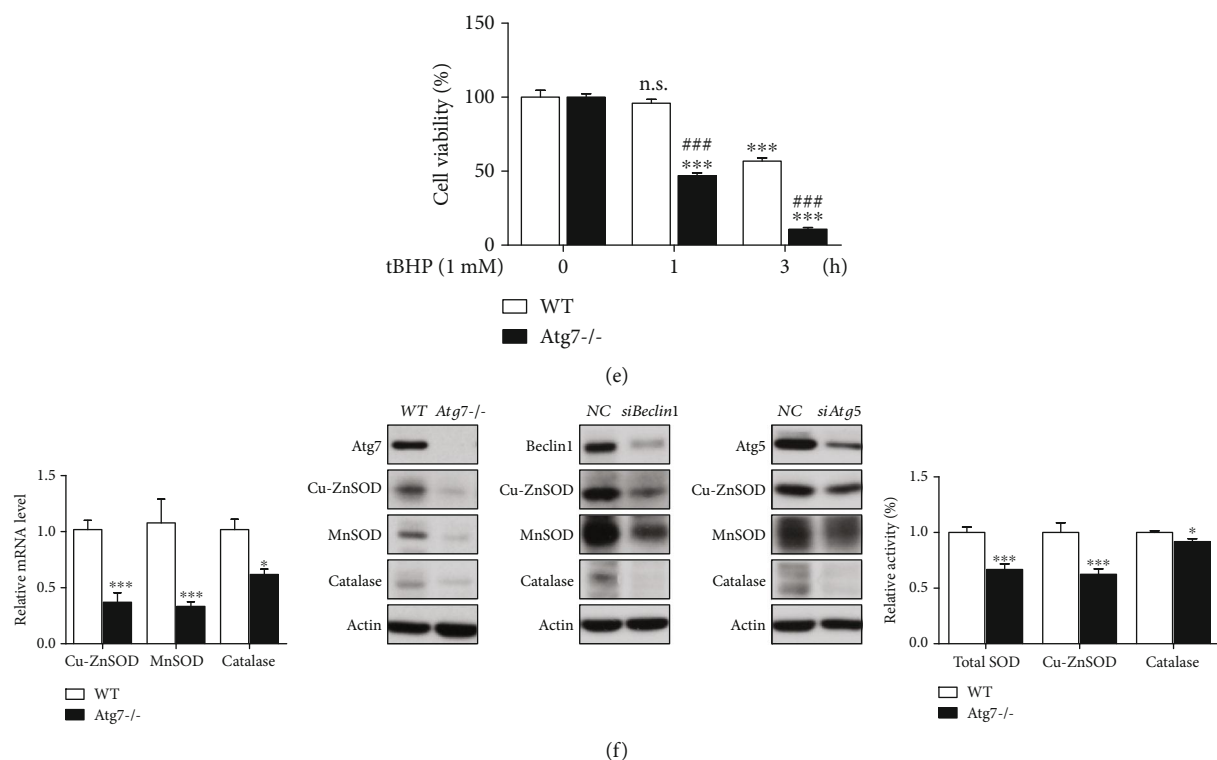 150
100
50
0
Cell viability (%)
n.s.
###
***
***
###
***
tBHP (1 mM)
0 1 3 (h)
WT
Atg7-/-
(e)
Relative mRNA level
1.5
1.0
0.5
0.0
***
***
*
Cu-ZnSOD MnSOD Catalase
WT
Atg7-/-
WT Atg7-/-
Atg7
Cu-ZnSOD
MnSOD
Catalase
Actin
NC siBeclin1
Beclin1
Cu-ZnSOD
MnSOD
Catalase
Actin
NC siAtg5
Atg5
Cu-ZnSOD
MnSOD
Catalase
Actin
Relative activity (%)
1.5
1.0
0.5
0.0
***
***
*
Total SOD Cu-ZnSOD Catalase
WT
Atg7-/-
(f)